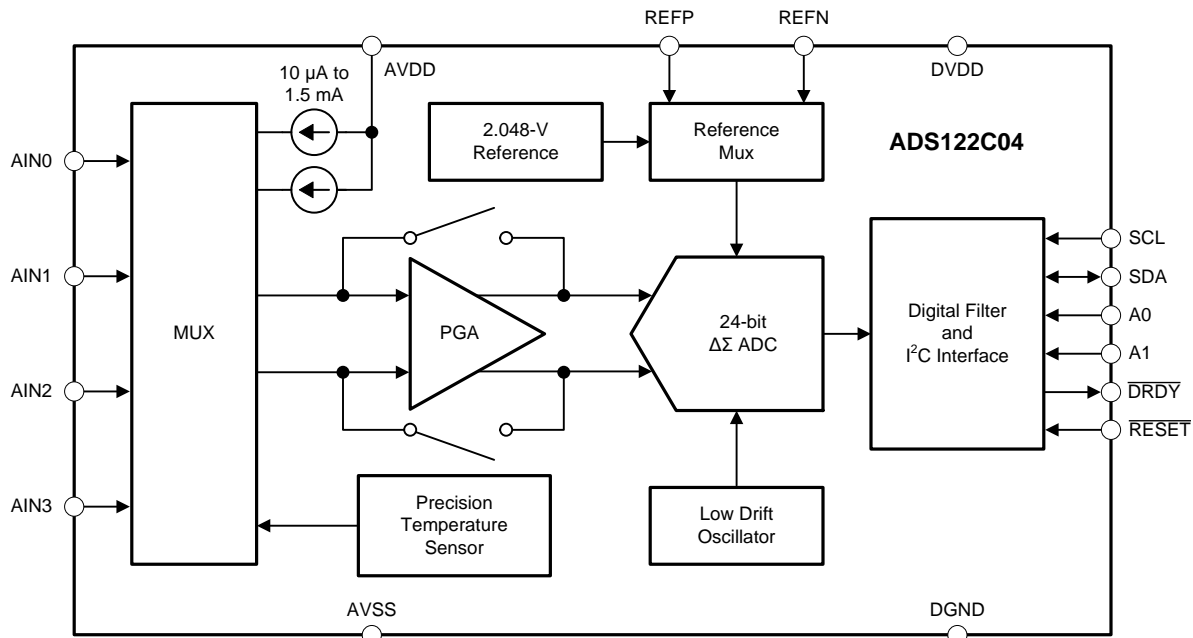 REFP
REFN
AVDD
DVDD
10 µA to
1.5 mA
2.048-V
Reference
Reference
Mux
ADS122C04
AIN0
AIN1
AIN2
AIN3
MUX
PGA
24-bit
ΔΣ ADC
Digital Filter
and
I²C Interface
SCL
SDA
A0
A1
DRDY
RESET
Precision
Temperature
Sensor
Low Drift
Oscillator
AVSS
DGND